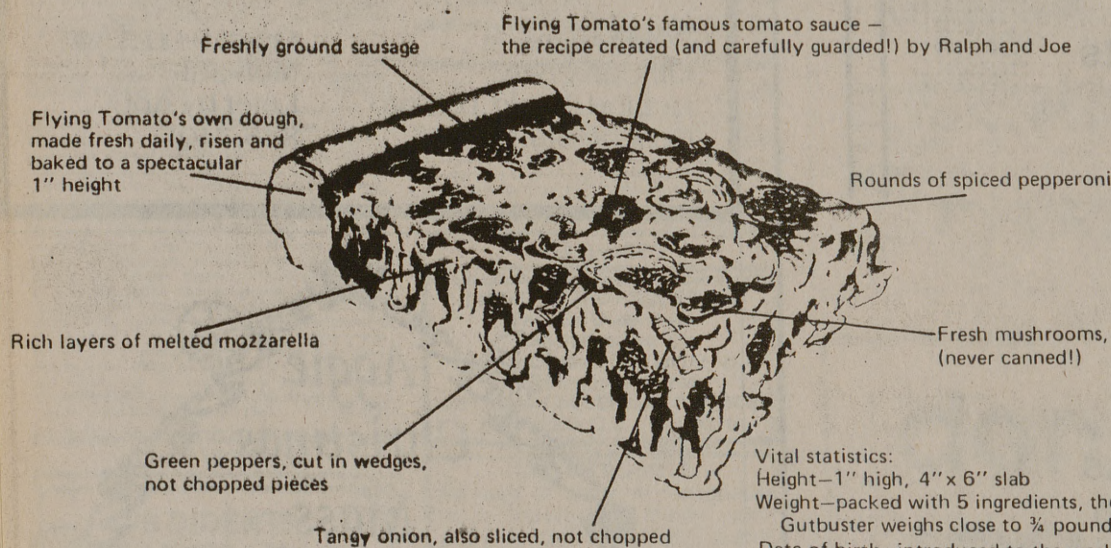 Flying Tomato's famous tomato sauce —
the recipe created (and carefully guarded!) by Ralph and Joe
Freshly ground sausage
Flying Tomato's own dough,
made fresh daily, risen and
baked to a spectacular
1" height
Rounds of spiced pepperoni
Rich layers of melted mozzarella
Fresh mushrooms,
(never canned!)
Green peppers, cut in wedges,
not chopped pieces
Tangy onion, also sliced, not chopped
Vital statistics:
Height—1" high, 4" x 6" slab
Weight—packed with 5 ingredients, the
Gutbuster weighs close to ¾ pound